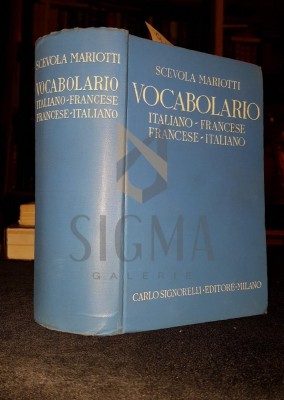 SCEVOLA MARIOTTI
VOCABOLARIO
ITALIANO-FRANCESE
FRANCESE-ITALIANO
SCEVOLA MARIOTTI
VOCABOLARIO
ITALIANO-FRANCESE
FRANCESE-ITALIANO
SIGMA
GALERIE
CARLO SIGNORELLI·EDITORE·MILANO